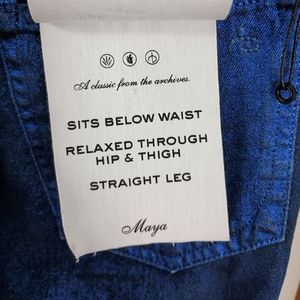 A classic from the archives.
SITS BELOW WAIST
RELAXED THROUGH
HIP & THIGH
STRAIGHT LEG
Maya